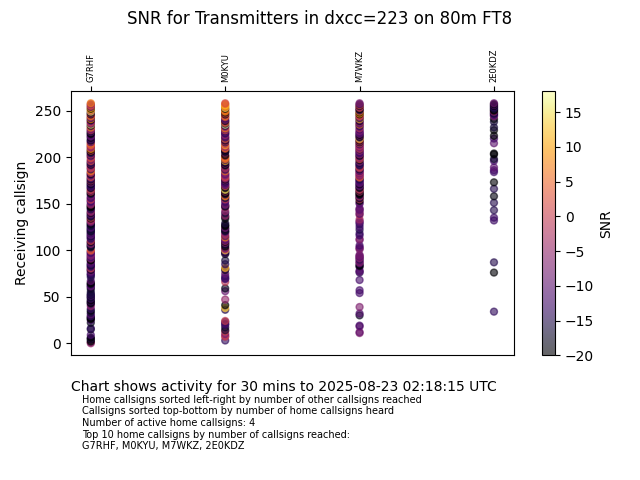 SNR for Transmitters in dxcc=223 on 80m FT8
G7RHF
M0KYU
M7WKZ
2E0KDZ
250
200
150
100
50
0
Receiving callsign
15
10
5
0
−5
−10
−15
−20
SNR
Chart shows activity for 30 mins to 2025-08-23 02:18:15 UTC
Home callsigns sorted left-right by number of other callsigns reached
Callsigns sorted top-bottom by number of home callsigns heard
Number of active home callsigns: 4
Top 10 home callsigns by number of callsigns reached:
G7RHF, M0KYU, M7WKZ, 2E0KDZ